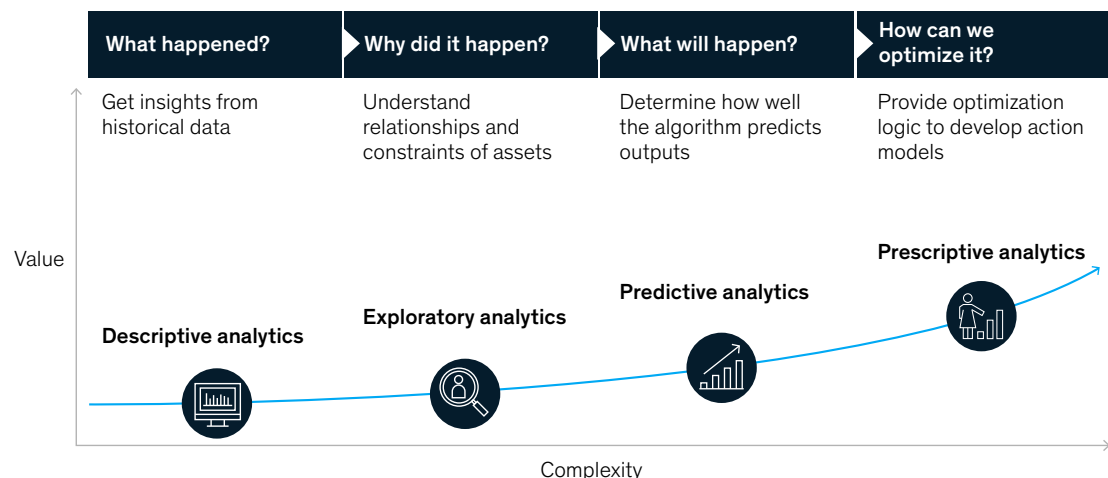 What happened?
Why did it happen?
What will happen?
How can we
optimize it?
Get insights from
historical data
Understand
relationships and
constraints of assets
Determine how well
the algorithm predicts
outputs
Provide optimization
logic to develop action
models
Value
Prescriptive analytics
Predictive analytics
Exploratory analytics
Descriptive analytics
Complexity